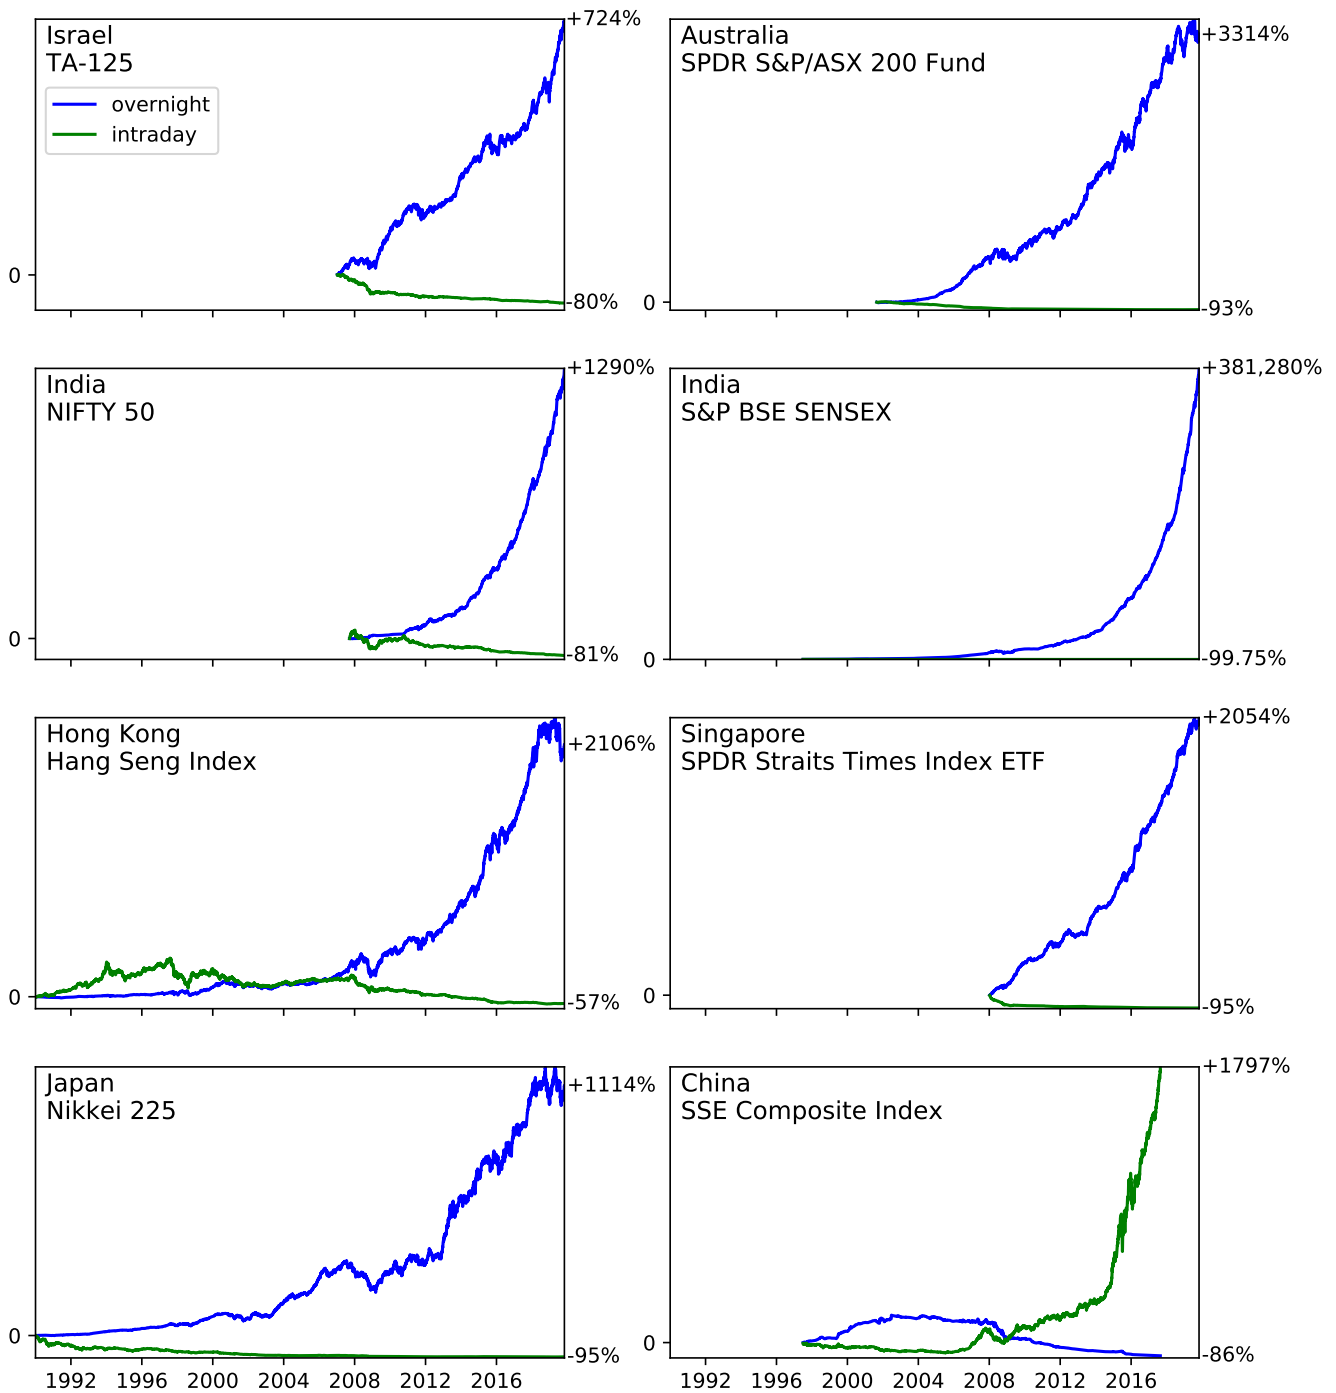 Israel
TA-125
overnight
intraday
+724%
0
-80%
Australia
SPDR S&P/ASX 200 Fund
+3314%
0
-93%
India
NIFTY 50
+1290%
0
-81%
India
S&P BSE SENSEX
+381,280%
0
-99.75%
Hong Kong
Hang Seng Index
+2106%
0
-57%
Singapore
SPDR Straits Times Index ETF
+2054%
0
-95%
Japan
Nikkei 225
+1114%
0
-95%
1992 1996 2000 2004 2008 2012 2016
China
SSE Composite Index
+1797%
0
-86%
1992 1996 2000 2004 2008 2012 2016